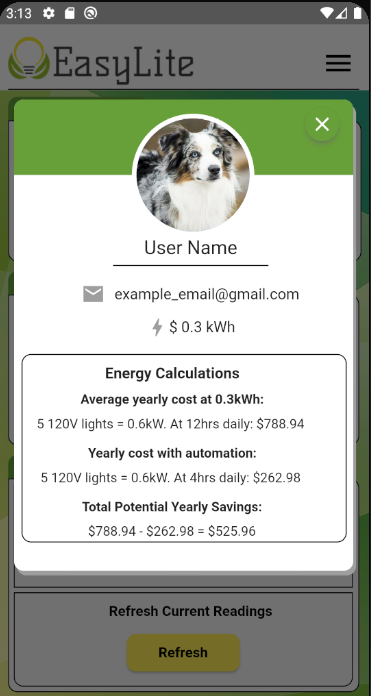 3:13
EasyLite
User Name
example_email@gmail.com
$ 0.3 kWh
Energy Calculations
Average yearly cost at 0.3kWh:
5 120V lights = 0.6kW. At 12hrs daily: $788.94
Yearly cost with automation:
5 120V lights = 0.6kW. At 4hrs daily: $262.98
Total Potential Yearly Savings:
$788.94 - $262.98 = $525.96
Refresh Current Readings
Refresh